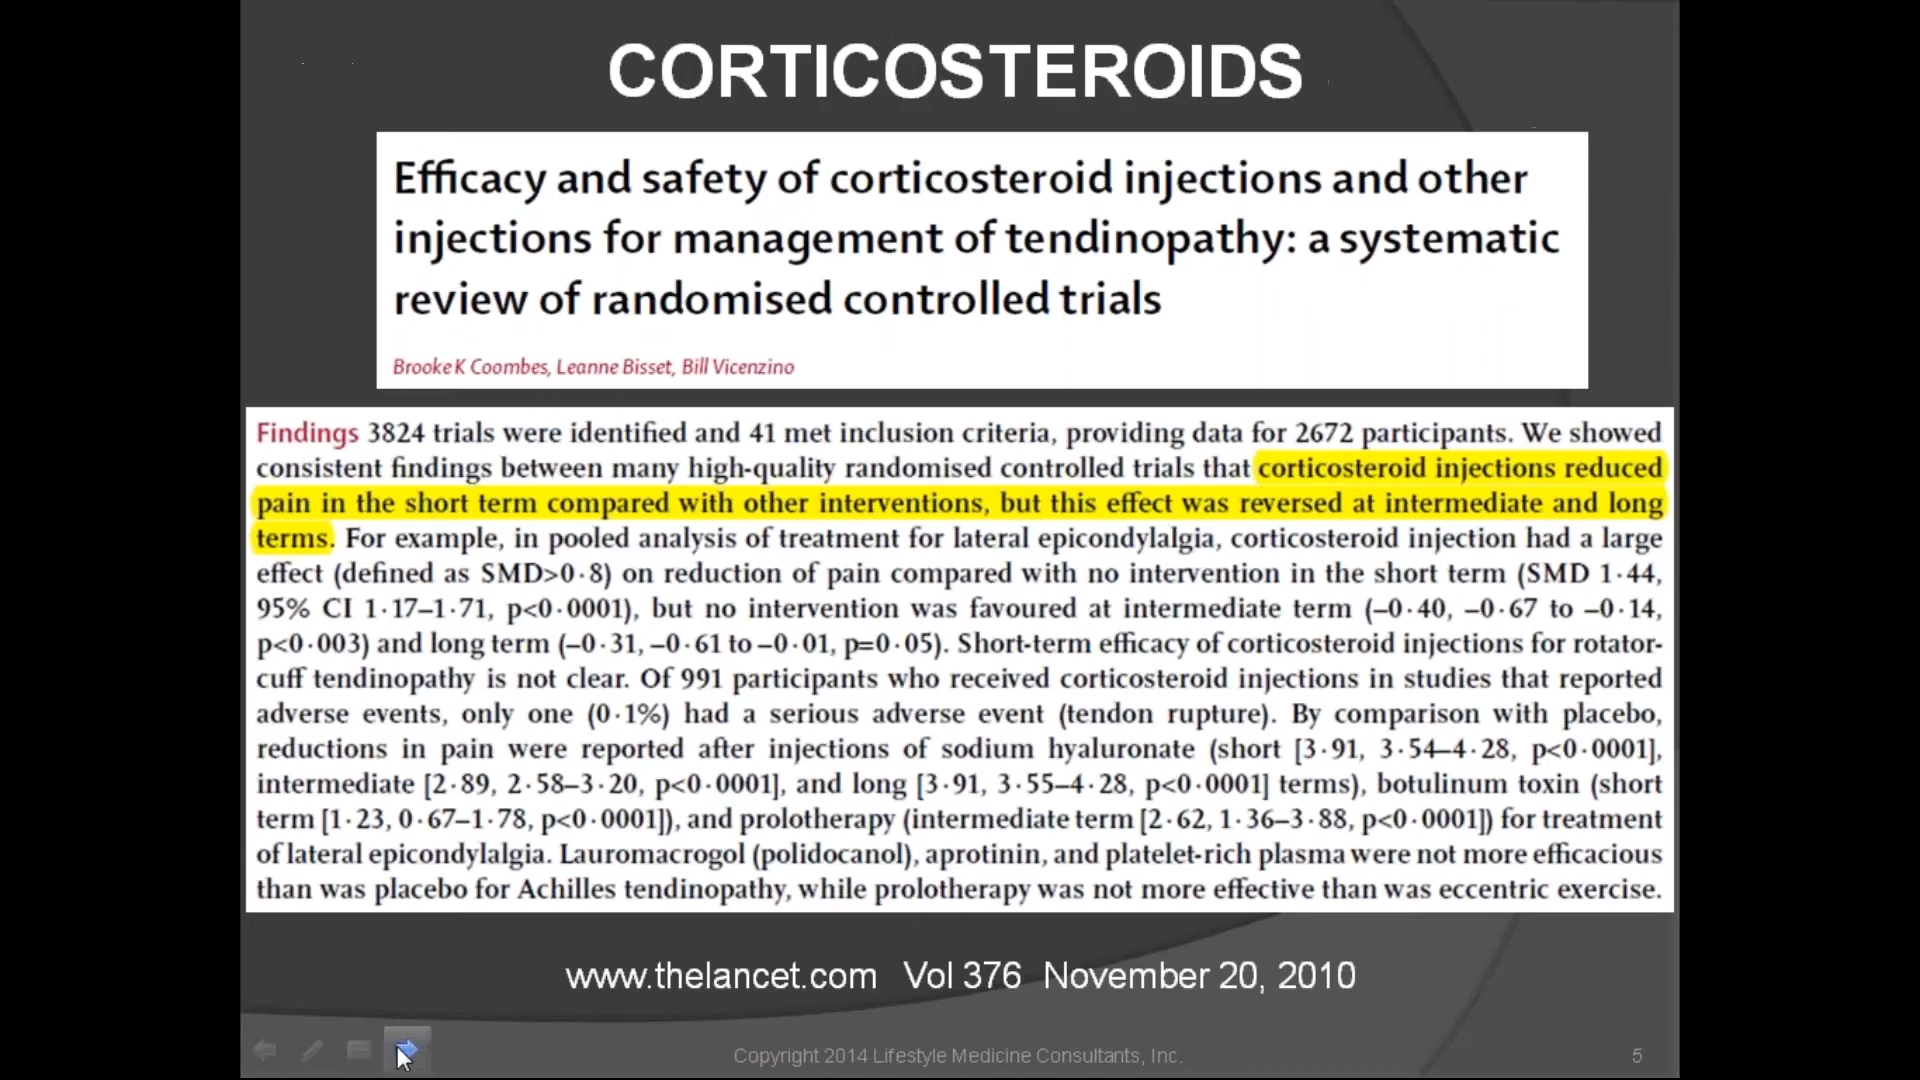 CORTICOSTEROIDS
Efficacy and safety of corticosteroid injections and other
injections for management of tendinopathy: a systematic
review of randomised controlled trials
Brooke K Coombes, Leanne Bisset, Bill Vicenzino
Findings 3824 trials were identified and 41 met inclusion criteria, providing data for 2672 participants. We showed
consistent findings between many high-quality randomised controlled trials that corticosteroid injections reduced
pain in the short term compared with other interventions, but this effect was reversed at intermediate and long
terms. For example, in pooled analysis of treatment for lateral epicondylalgia, corticosteroid injection had a large
effect (defined as SMD>0·8) on reduction of pain compared with no intervention in the short term (SMD 1·44,
95% CI 1·17–1·71, p<0·0001), but no intervention was favoured at intermediate term (–0·40, –0·67 to –0·14,
p<0·003) and long term (–0·31, –0·61 to –0·01, p=0·05). Short-term efficacy of corticosteroid injections for rotator-
cuff tendinopathy is not clear. Of 991 participants who received corticosteroid injections in studies that reported
adverse events, only one (0·1%) had a serious adverse event (tendon rupture). By comparison with placebo,
reductions in pain were reported after injections of sodium hyaluronate (short [3·91, 3·54–4·28, p<0·0001],
intermediate [2·89, 2·58–3·20, p<0·0001], and long [3·91, 3·55–4·28, p<0·0001] terms), botulinum toxin (short
term [1·23, 0·67–1·78, p<0·0001]), and prolotherapy (intermediate term [2·62, 1·36–3·88, p<0·0001]) for treatment
of lateral epicondylalgia. Lauromacrogol (polidocanol), aprotinin, and platelet-rich plasma were not more efficacious
than was placebo for Achilles tendinopathy, while prolotherapy was not more effective than was eccentric exercise.
www.thelancet.com Vol 376 November 20, 2010
Copyright 2014 Lifestyle Medicine Consultants, Inc.
5